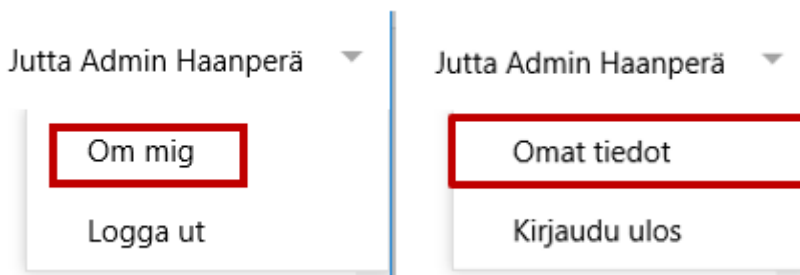 Jutta Admin Haanperä
Om mig
Logga ut
Jutta Admin Haanperä
Omat tiedot
Kirjaudu ulos